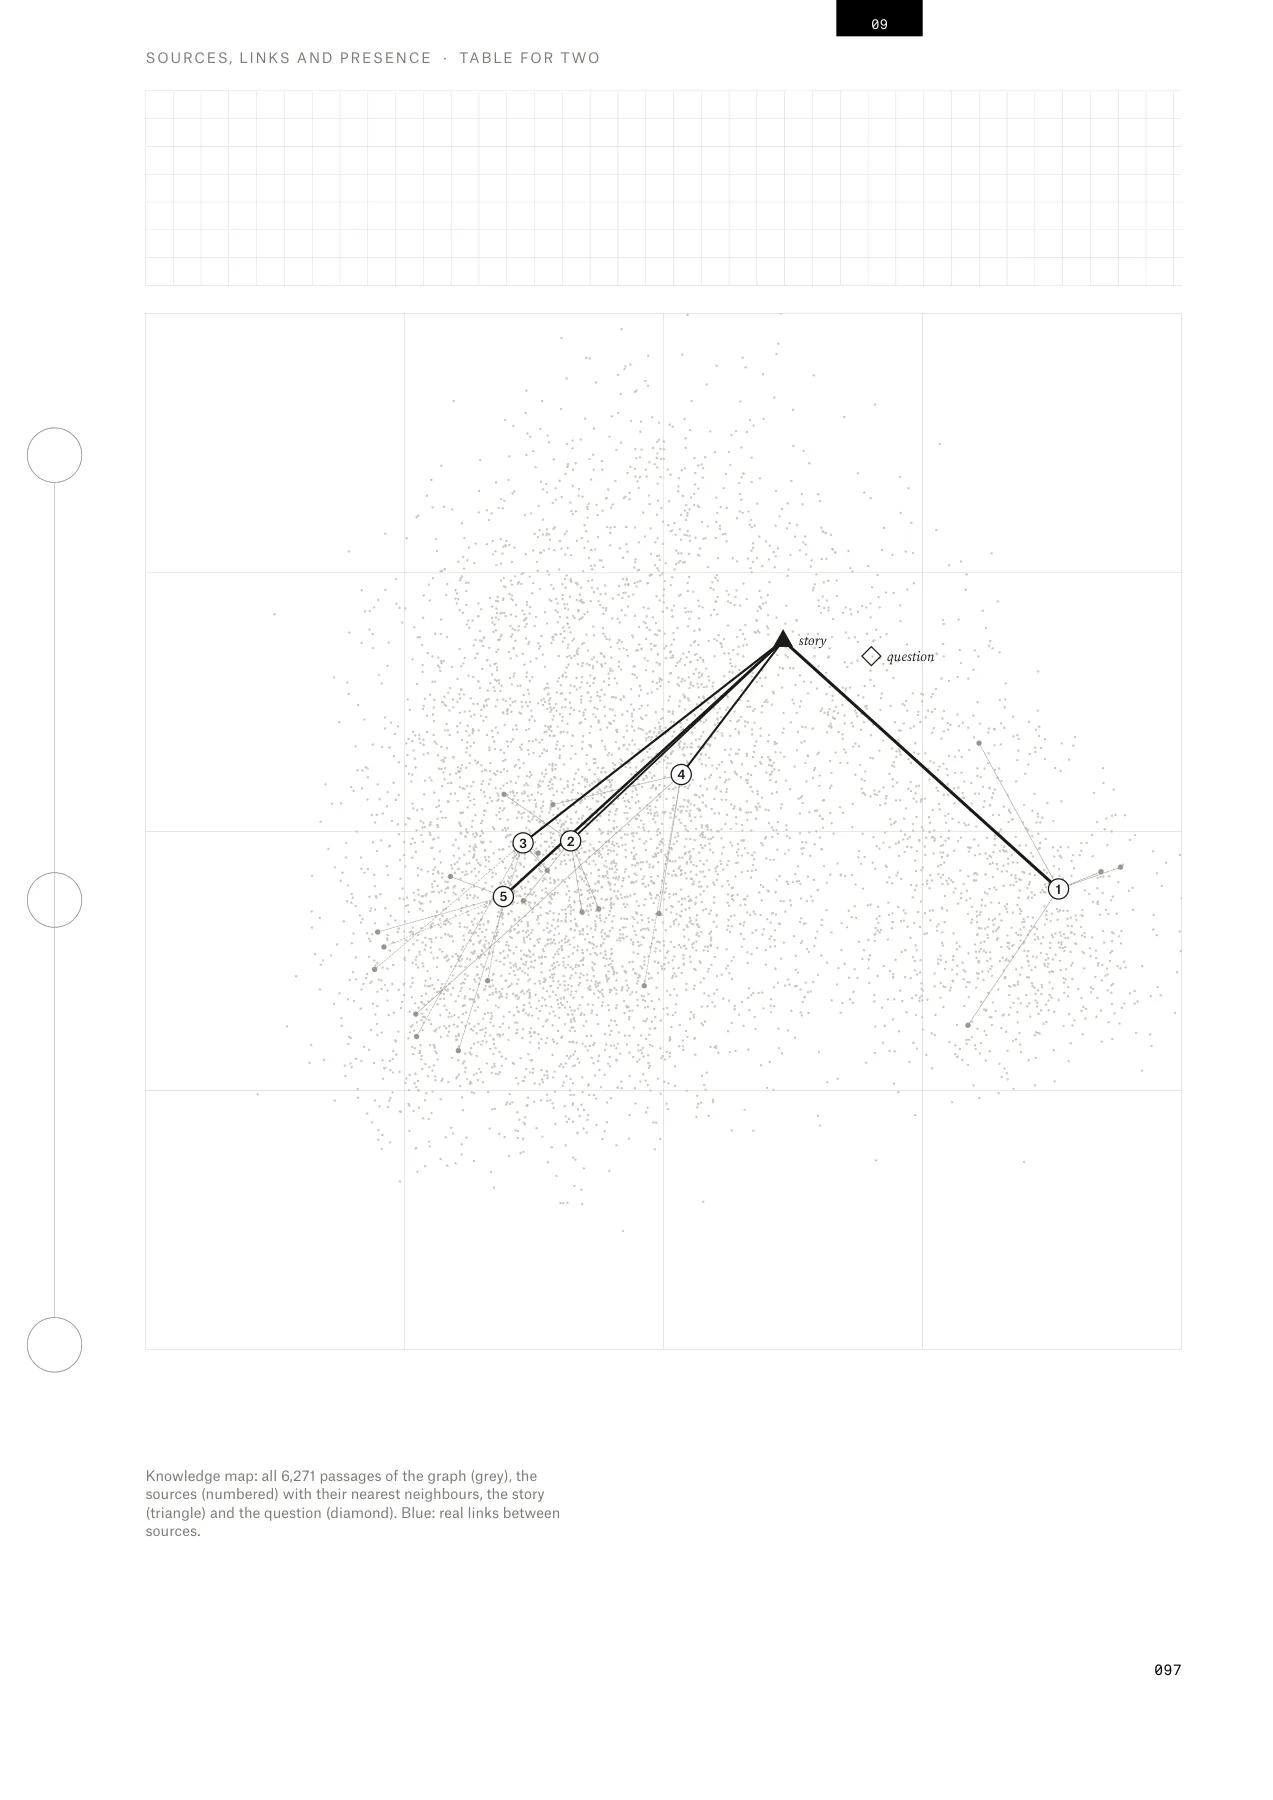 09
SOURCES, LINKS AND PRESENCE · TABLE FOR TWO
story
question
4
3
2
5
1
Knowledge map: all 6,271 passages of the graph (grey), the
sources (numbered) with their nearest neighbours, the story
(triangle) and the question (diamond). Blue: real links between
sources.
097